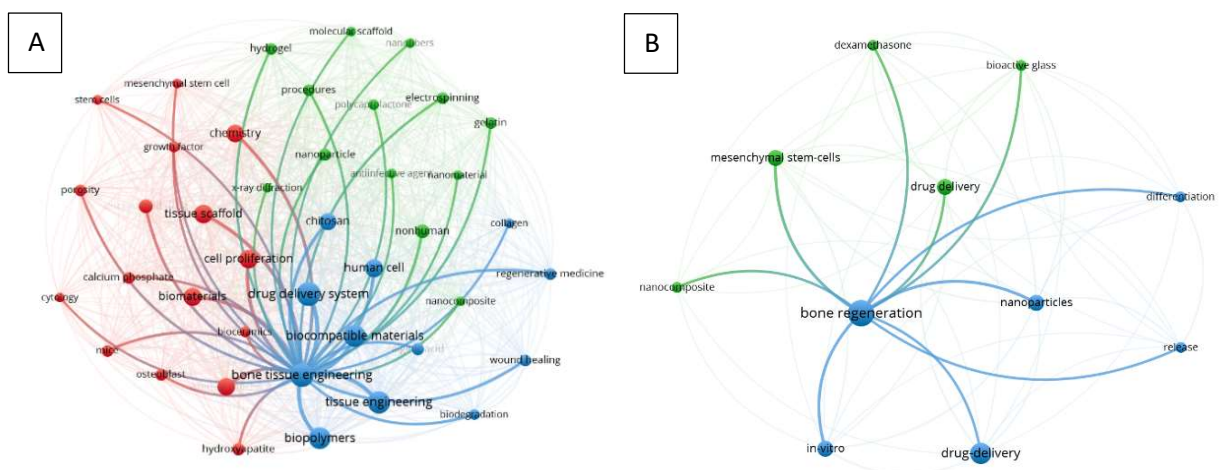 A
molecular scaffold
nanofibers
hydrogel
mesenchymal stem cell
stem cells
procedures
polycaprolactone
electrospinning
gelatin
chemistry
growth factor
nanoparticle
x-ray diffraction
antiinfective agent
nanomaterial
porosity
tissue scaffold
chitosan
nonhuman
collagen
cell proliferation
human cell
regenerative medicine
calcium phosphate
drug delivery system
cytology
biomaterials
nanocomposite
bioceramics
biocompatible materials
mice
wound healing
osteoblast
bone tissue engineering
tissue engineering
biodegradation
biopolymers
hydroxyapatite
B
dexamethasone
bioactive glass
mesenchymal stem-cells
drug delivery
differentiation
nanocomposite
bone regeneration
nanoparticles
release
in-vitro
drug-delivery